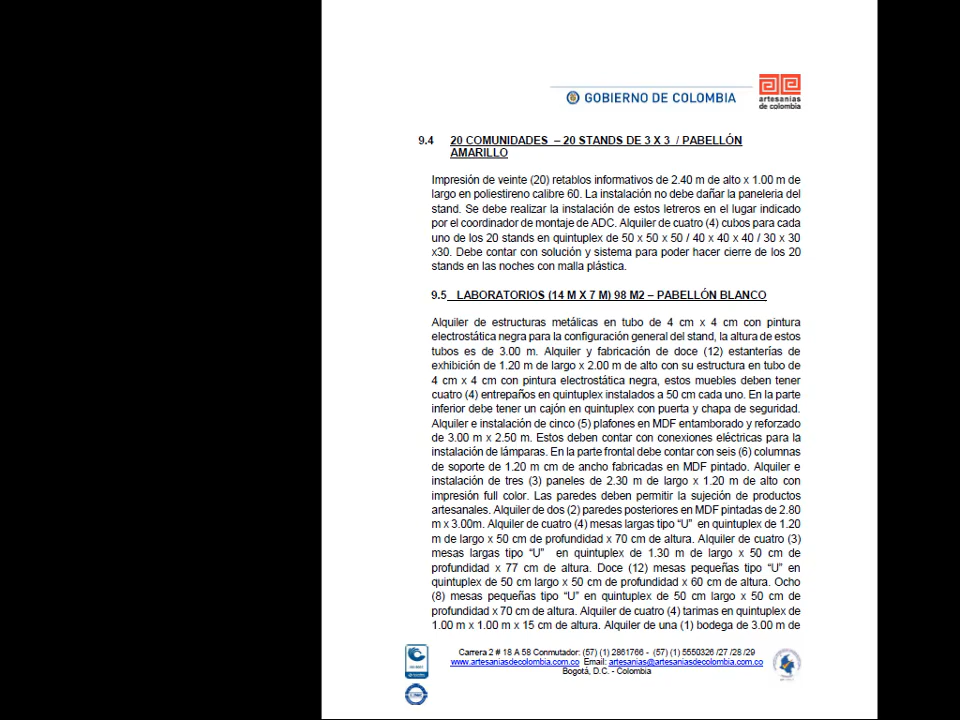 GOBIERNO DE COLOMBIA
artesanías
de colombia
9.4 20 COMUNIDADES – 20 STANDS DE 3 X 3 / PABELLÓN
AMARILLO
Impresión de veinte (20) retablos informativos de 2.40 m de alto x 1.00 m de
largo en poliestireno calibre 60. La instalación no debe dañar la paneleria del
stand. Se debe realizar la instalación de estos letreros en el lugar indicado
por el coordinador de montaje de ADC. Alquiler de cuatro (4) cubos para cada
uno de los 20 stands en quintuplex de 50 x 50 x 50 / 40 x 40 x 40 / 30 x 30
x30. Debe contar con solución y sistema para poder hacer cierre de los 20
stands en las noches con malla plástica.
9.5 LABORATORIOS (14 M X 7 M) 98 M2 – PABELLÓN BLANCO
Alquiler de estructuras metálicas en tubo de 4 cm x 4 cm con pintura
electrostática negra para la configuración general del stand, la altura de estos
tubos es de 3.00 m. Alquiler y fabricación de doce (12) estanterías de
exhibición de 1.20 m de largo x 2.00 m de alto con su estructura en tubo de
4 cm x 4 cm con pintura electrostática negra, estos muebles deben tener
cuatro (4) entrepaños en quintuplex instalados a 50 cm cada uno. En la parte
inferior debe tener un cajón en quintuplex con puerta y chapa de seguridad.
Alquiler e instalación de cinco (5) plafones en MDF entamborado y reforzado
de 3.00 m x 2.50 m. Estos deben contar con conexiones eléctricas para la
instalación de lámparas. En la parte frontal debe contar con seis (6) columnas
de soporte de 1.20 m cm de ancho fabricadas en MDF pintado. Alquiler e
instalación de tres (3) paneles de 2.30 m de largo x 1.20 m de alto con
impresión full color. Las paredes deben permitir la sujeción de productos
artesanales. Alquiler de dos (2) paredes posteriores en MDF pintadas de 2.80
m x 3.00m. Alquiler de cuatro (4) mesas largas tipo “U” en quintuplex de 1.20
m de largo x 50 cm de profundidad x 70 cm de altura. Alquiler de cuatro (3)
mesas largas tipo “U” en quintuplex de 1.30 m de largo x 50 cm de
profundidad x 77 cm de altura. Doce (12) mesas pequeñas tipo “U” en
quintuplex de 50 cm largo x 50 cm de profundidad x 60 cm de altura. Ocho
(8) mesas pequeñas tipo “U” en quintuplex de 50 cm largo x 50 cm de
profundidad x 70 cm de altura. Alquiler de cuatro (4) tarimas en quintuplex de
1.00 m x 1.00 m x 15 cm de altura. Alquiler de una (1) bodega de 3.00 m de
Carrera 2 # 18 A 58 Conmutador: (57) (1) 2861766 - (57) (1) 5550326 /27 /28 /29
www.artesaniasdecolombia.com.co Email: artesanias@artesaniasdecolombia.com.co
Bogotá, D.C. - Colombia